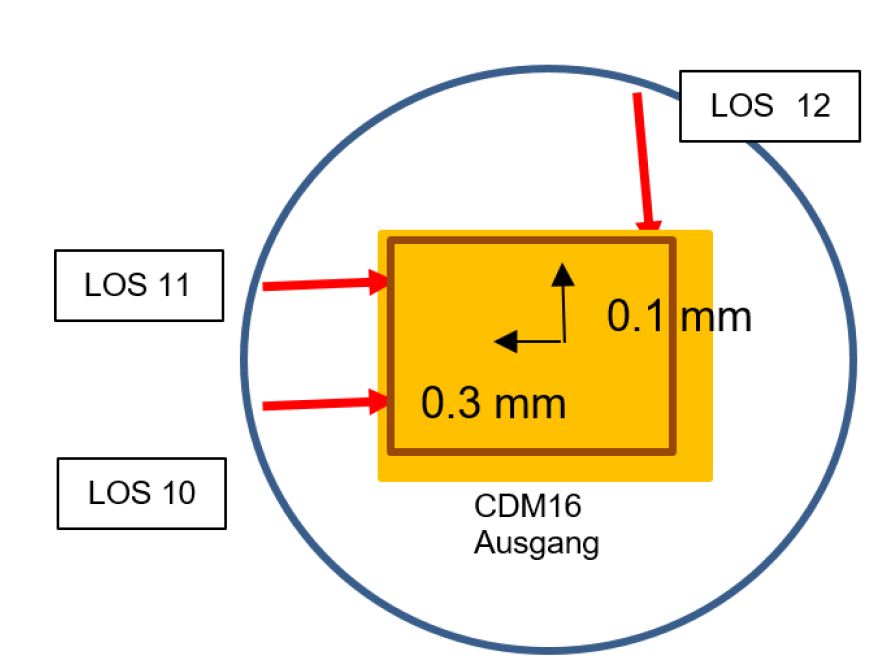 LOS 12
LOS 11
0.1 mm
0.3 mm
LOS 10
CDM16
Ausgang